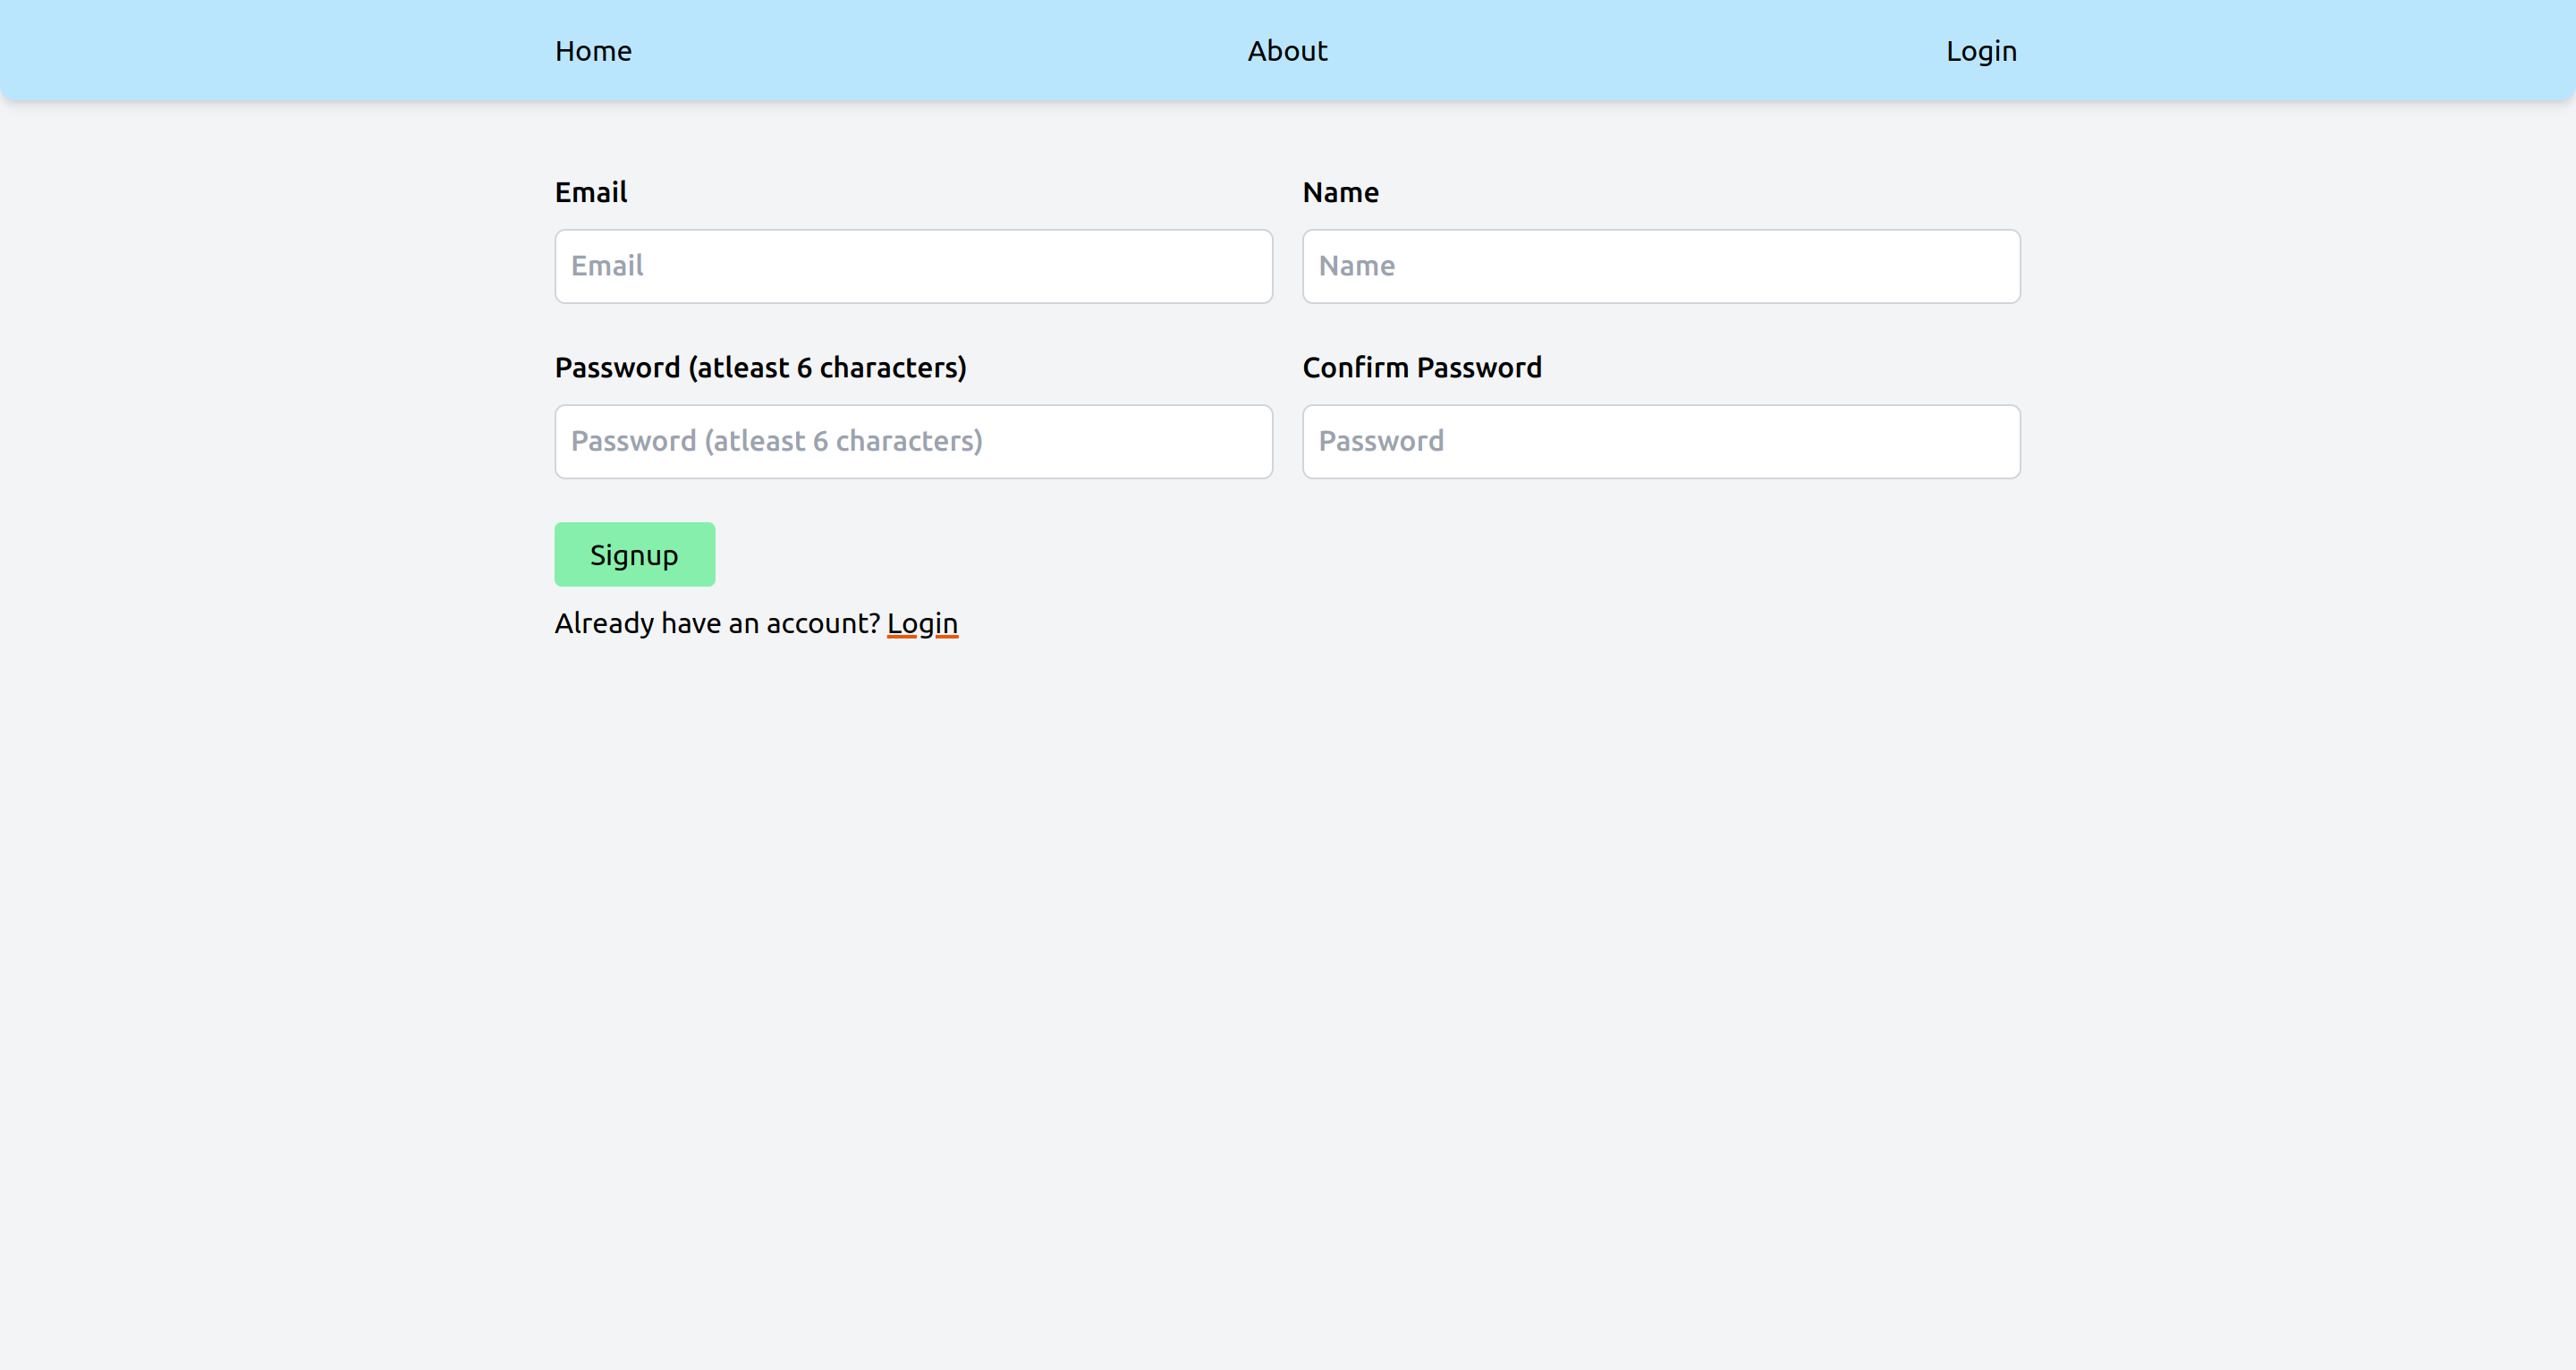 Home About Login
Email Name
Email Name
Password (atleast 6 characters) Confirm Password
Password (atleast 6 characters) Password
Signup
Already have an account? Login